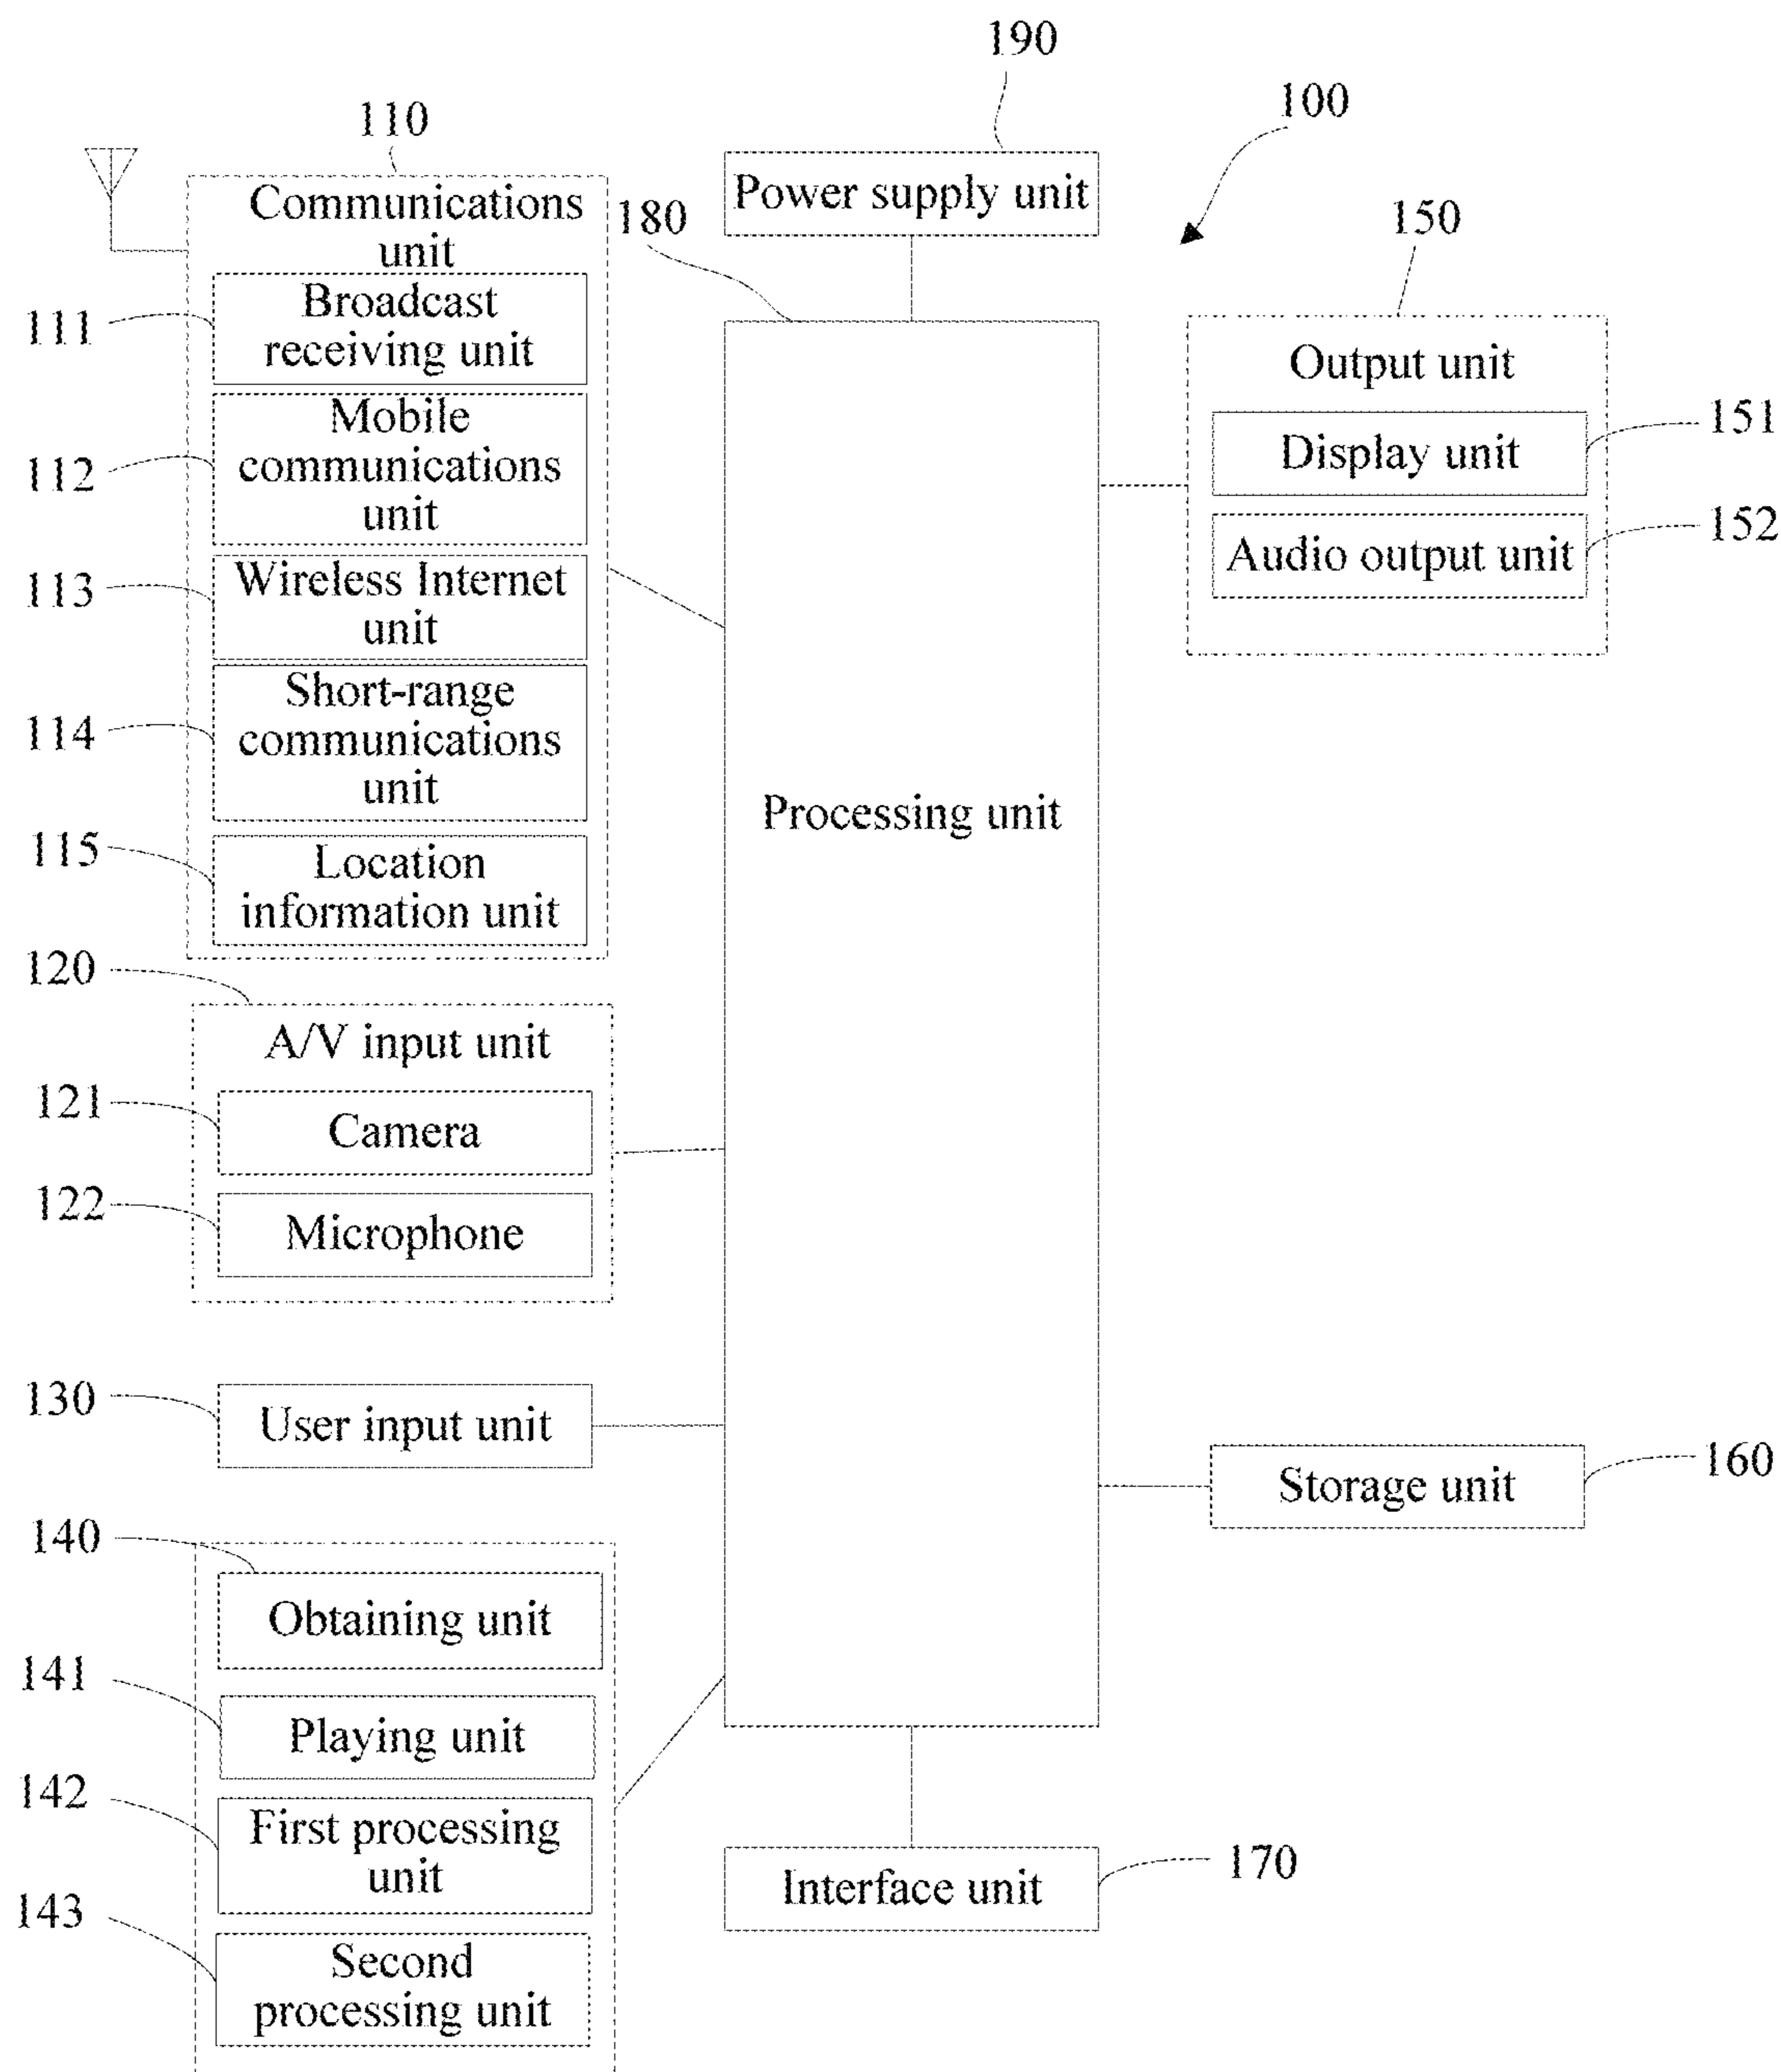 190
100
110
Power supply unit
Communications
unit
180
150
Broadcast
receiving unit
111
Output unit
Mobile
communications
unit
112
Display unit
151
Audio output unit
152
Wireless Internet
unit
113
Short-range
communications
unit
114
Processing unit
Location
information unit
115
120
A/V input unit
121
Camera
122
Microphone
130
User input unit
Storage unit
160
140
Obtaining unit
141
Playing unit
142
First processing
unit
Interface unit
170
143
Second
processing unit